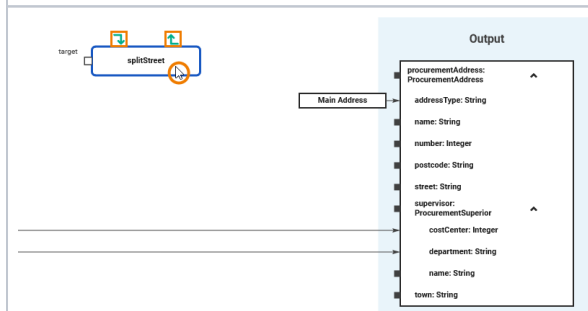 Output
target
splitStreet
procurementAddress:
ProcurementAddress
Main Address
addressType: String
name: String
number: Integer
postcode: String
street: String
supervisor:
ProcurementSuperior
costCenter: Integer
department: String
name: String
town: String